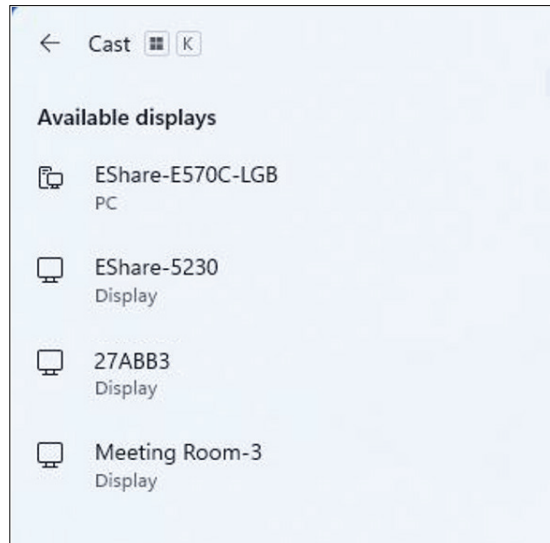 Cast K
Available displays
EShare-E570C-LGB
PC
EShare-5230
Display
27ABB3
Display
Meeting Room-3
Display